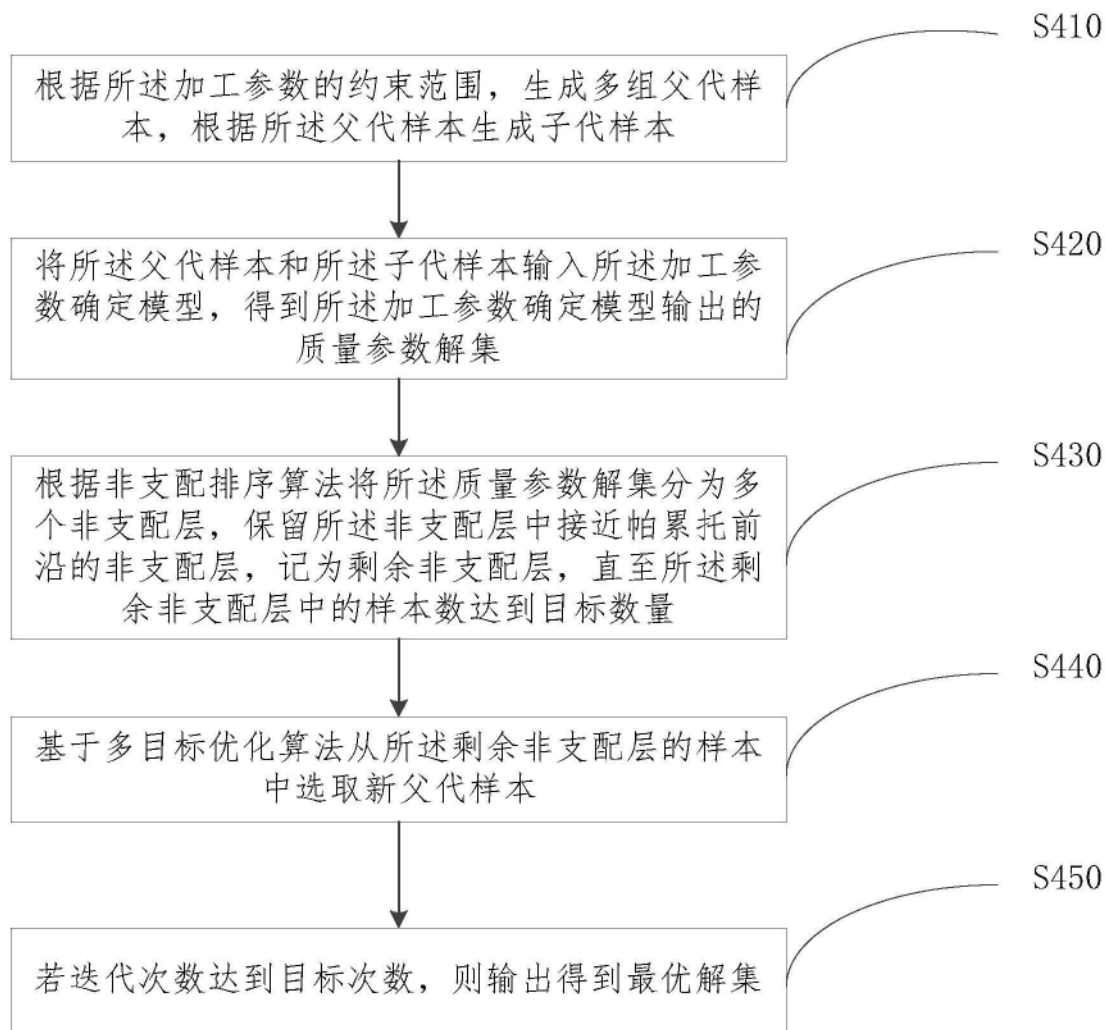 S410
根据所述加工参数的约束范围，生成多组父代样
本，根据所述父代样本生成子代样本
S420
将所述父代样本和所述子代样本输入所述加工参
数确定模型，得到所述加工参数确定模型输出的
质量参数解集
S430
根据非支配排序算法将所述质量参数解集分为多
个非支配层，保留所述非支配层中接近帕累托前
沿的非支配层，记为剩余非支配层，直至所述剩
余非支配层中的样本数达到目标数量
S440
基于多目标优化算法从所述剩余非支配层的样本
中选取新父代样本
S450
若迭代次数达到目标次数，则输出得到最优解集